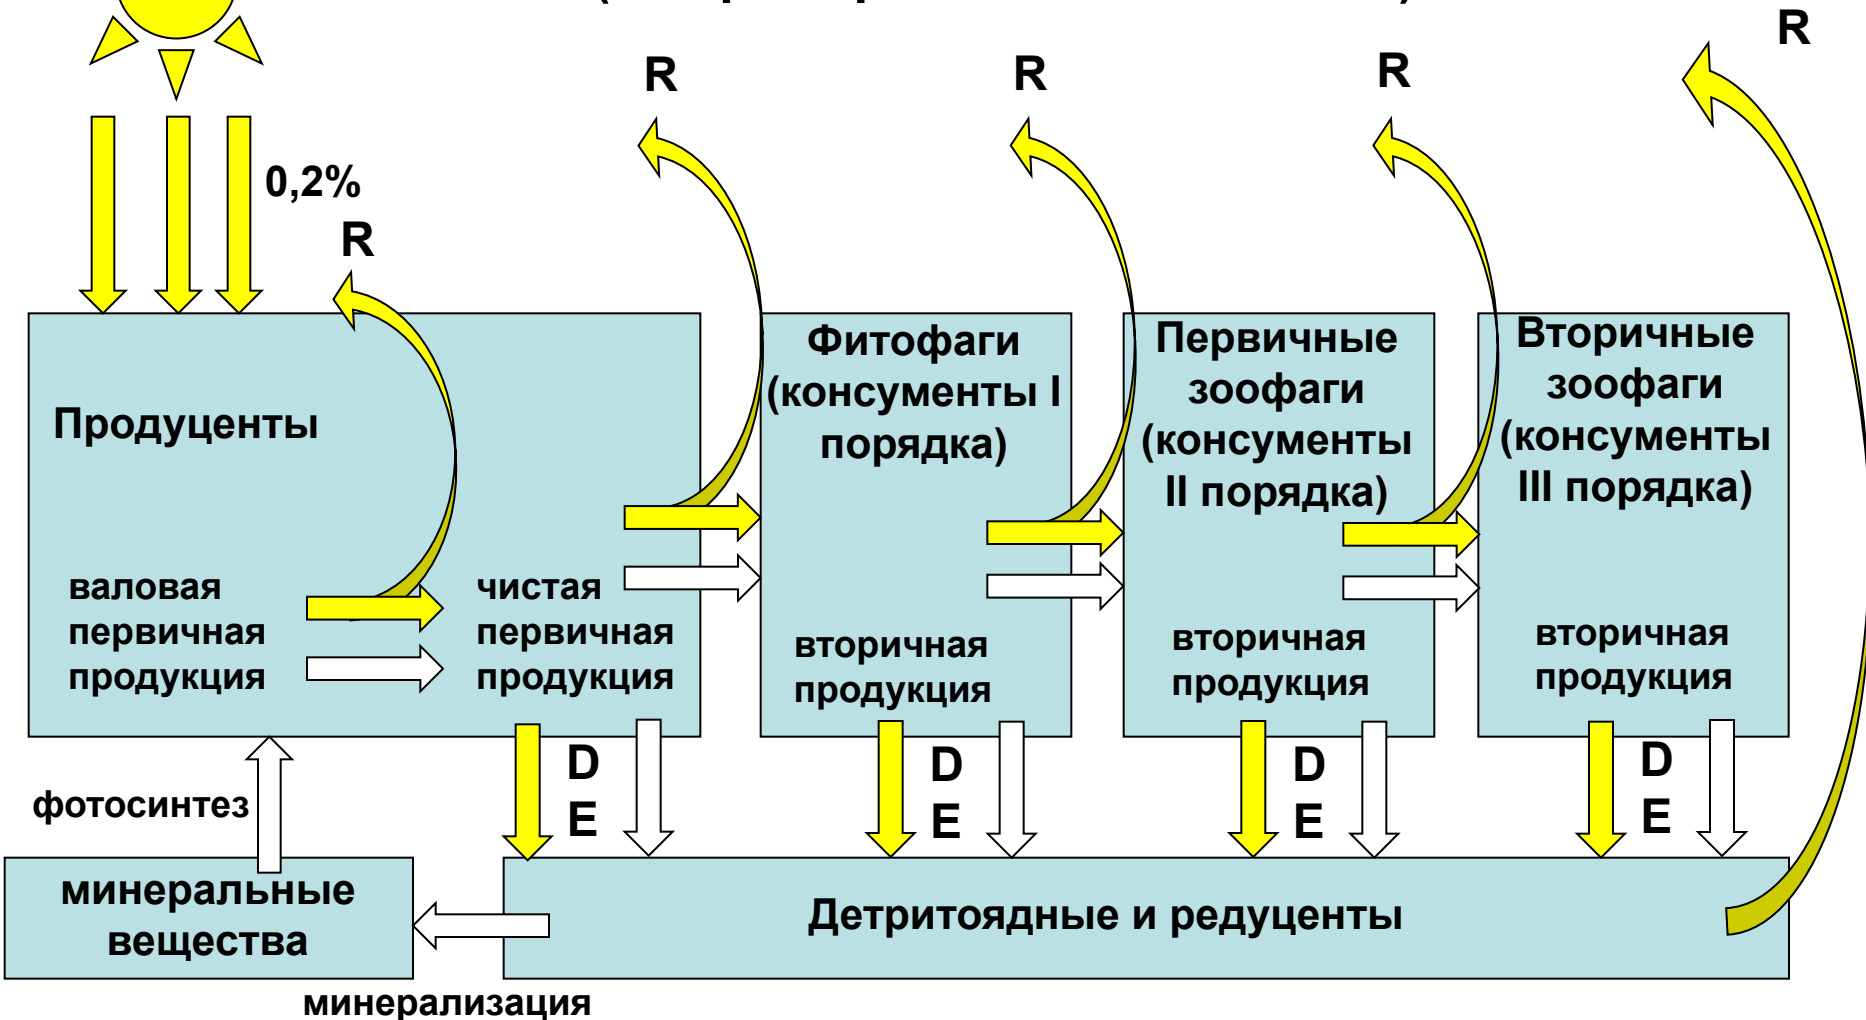 R
R
R
R
0,2%
R
Продуценты
Фитофаги
(консументы I
порядка)
Первичные
зоофаги
(консументы
II порядка)
Вторичные
зоофаги
(консументы
III порядка)
валовая
первичная
продукция
чистая
первичная
продукция
вторичная
продукция
вторичная
продукция
вторичная
продукция
D
E
D
E
D
E
D
E
фотосинтез
минеральные
вещества
Детритоядные и редуценты
минерализация